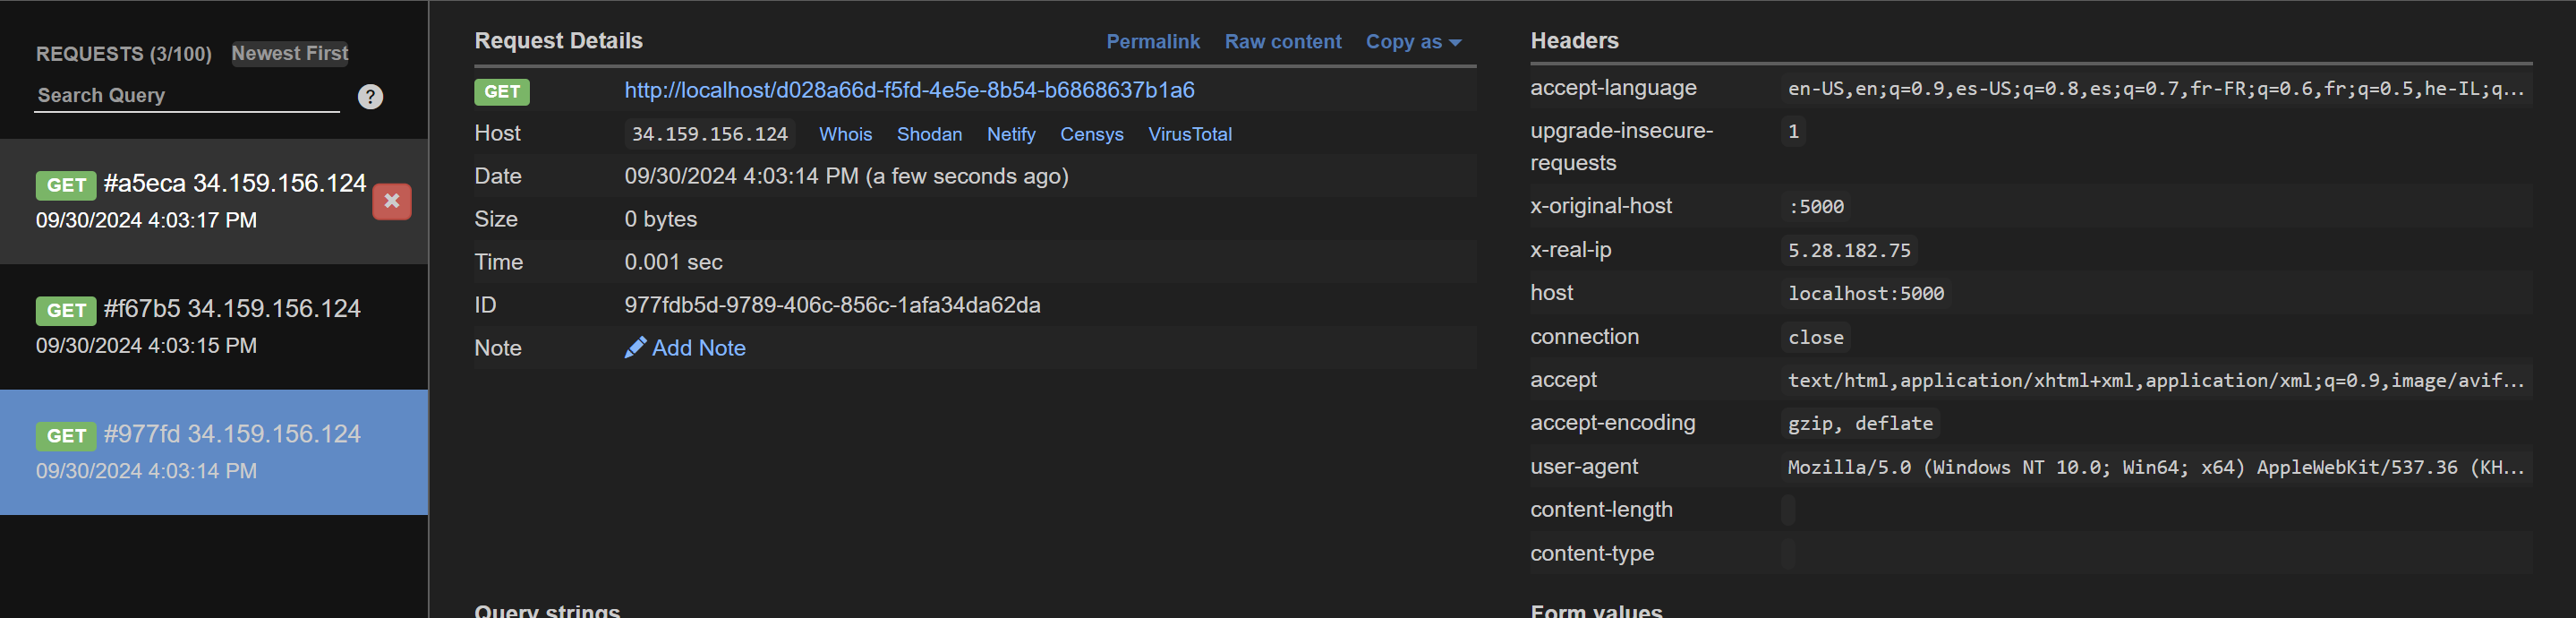 REQUESTS (3/100) Newest First
Search Query ?
GET #a5eca 34.159.156.124
09/30/2024 4:03:17 PM
GET #f67b5 34.159.156.124
09/30/2024 4:03:15 PM
GET #977fd 34.159.156.124
09/30/2024 4:03:14 PM
Request Details Permalink Raw content Copy as
GET http://localhost/d028a66d-f5fd-4e5e-8b54-b6868637b1a6
Host 34.159.156.124 Whois Shodan Netify Censys VirusTotal
Date 09/30/2024 4:03:14 PM (a few seconds ago)
Size 0 bytes
Time 0.001 sec
ID 977fdb5d-9789-406c-856c-1afa34da62da
Note Add Note
Query strings
Headers
accept-language en-US,en;q=0.9,es-US;q=0.8,es;q=0.7,fr-FR;q=0.6,fr;q=0.5,he-IL;q...
upgrade-insecure- 1
requests
x-original-host :5000
x-real-ip 5.28.182.75
host localhost:5000
connection close
accept text/html,application/xhtml+xml,application/xml;q=0.9,image/avif...
accept-encoding gzip, deflate
user-agent Mozilla/5.0 (Windows NT 10.0; Win64; x64) AppleWebKit/537.36 (KH...
content-length
content-type
Form values